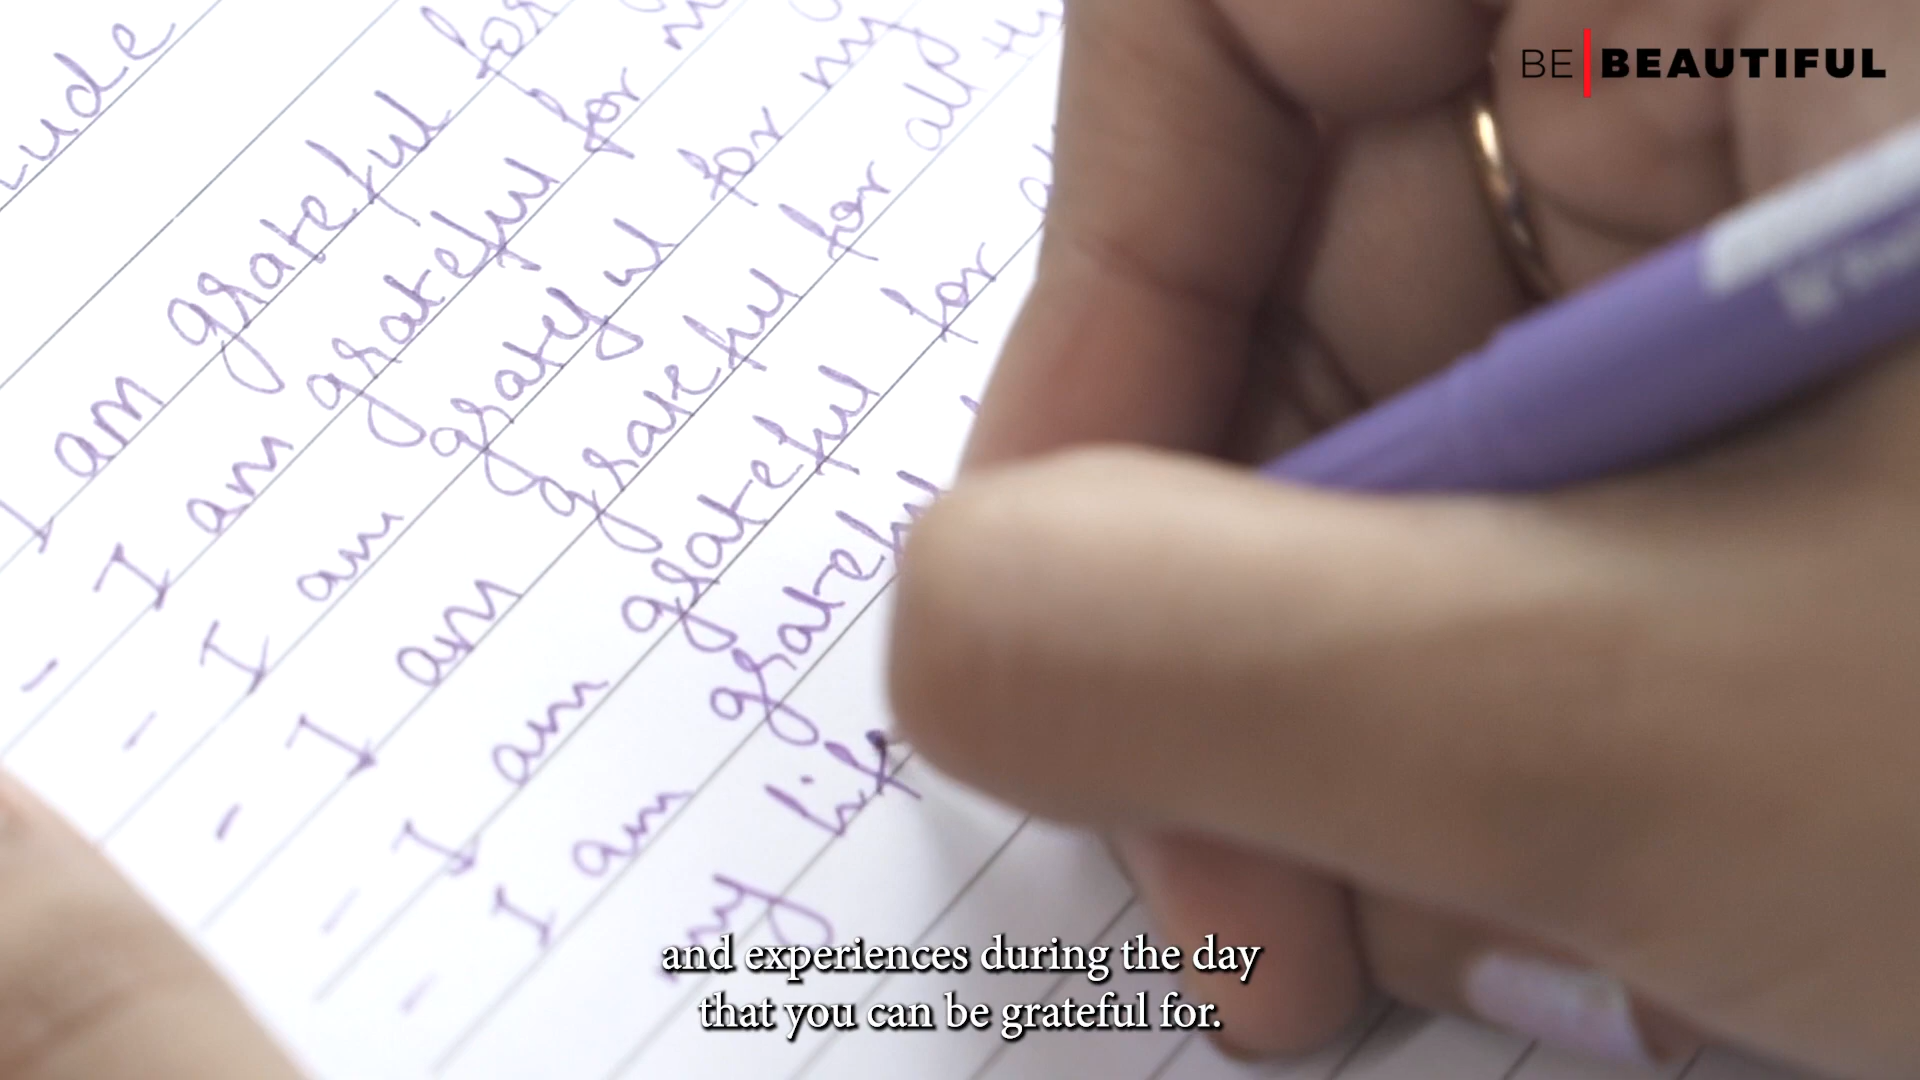 BE | BEAUTIFUL
I am grateful for
- I am grateful for
- I am grateful for my
- I am grateful for all
- I am grateful for
- I am grateful
my life
and experiences during the day
that you can be grateful for.